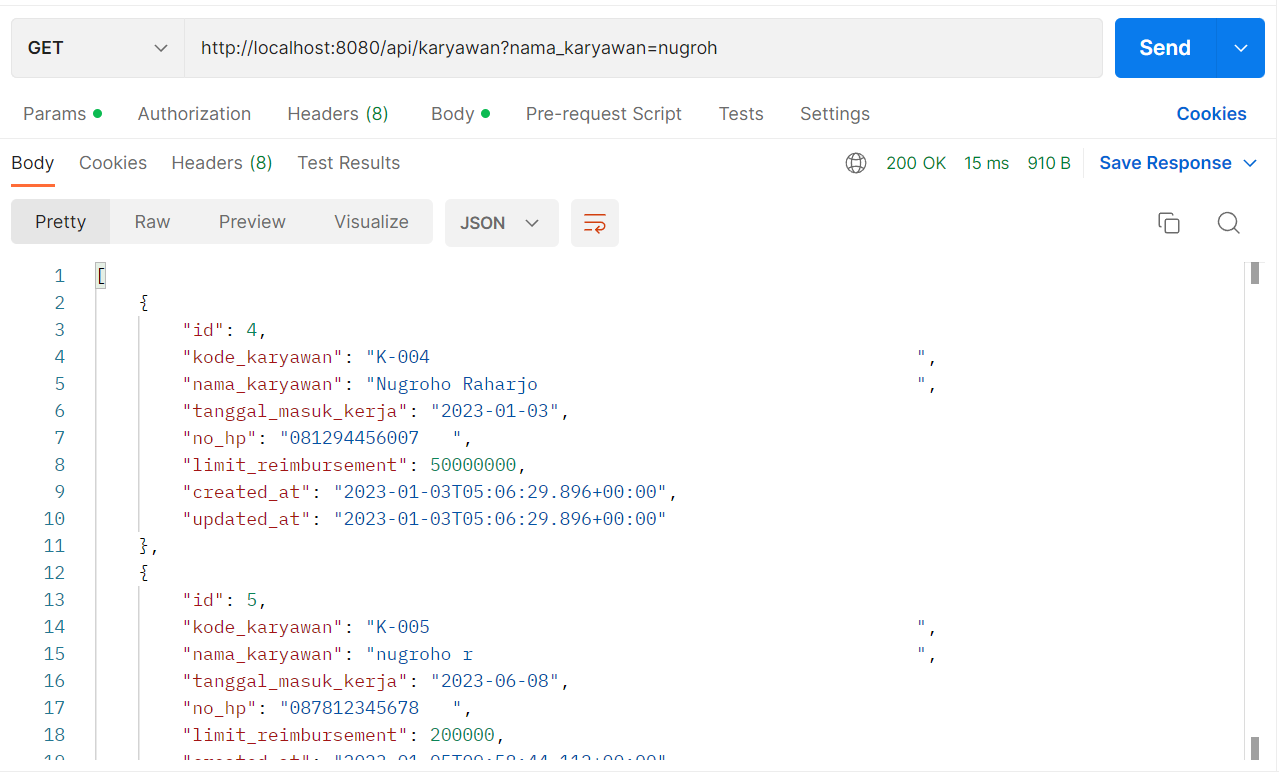 GET http://localhost:8080/api/karyawan?nama_karyawan=nugroh Send
Params Authorization Headers (8) Body Pre-request Script Tests Settings Cookies
Body Cookies Headers (8) Test Results 200 OK 15 ms 910 B Save Response
Pretty Raw Preview Visualize JSON
1 [
2 {
3 "id": 4,
4 "kode_karyawan": "K-004                                             ",
5 "nama_karyawan": "Nugroho Raharjo                                   ",
6 "tanggal_masuk_kerja": "2023-01-03",
7 "no_hp": "081294456007   ",
8 "limit_reimbursement": 50000000,
9 "created_at": "2023-01-03T05:06:29.896+00:00",
10 "updated_at": "2023-01-03T05:06:29.896+00:00"
11 },
12 {
13 "id": 5,
14 "kode_karyawan": "K-005                                             ",
15 "nama_karyawan": "nugroho r                                         ",
16 "tanggal_masuk_kerja": "2023-06-08",
17 "no_hp": "087812345678   ",
18 "limit_reimbursement": 200000,
19 "created_at":